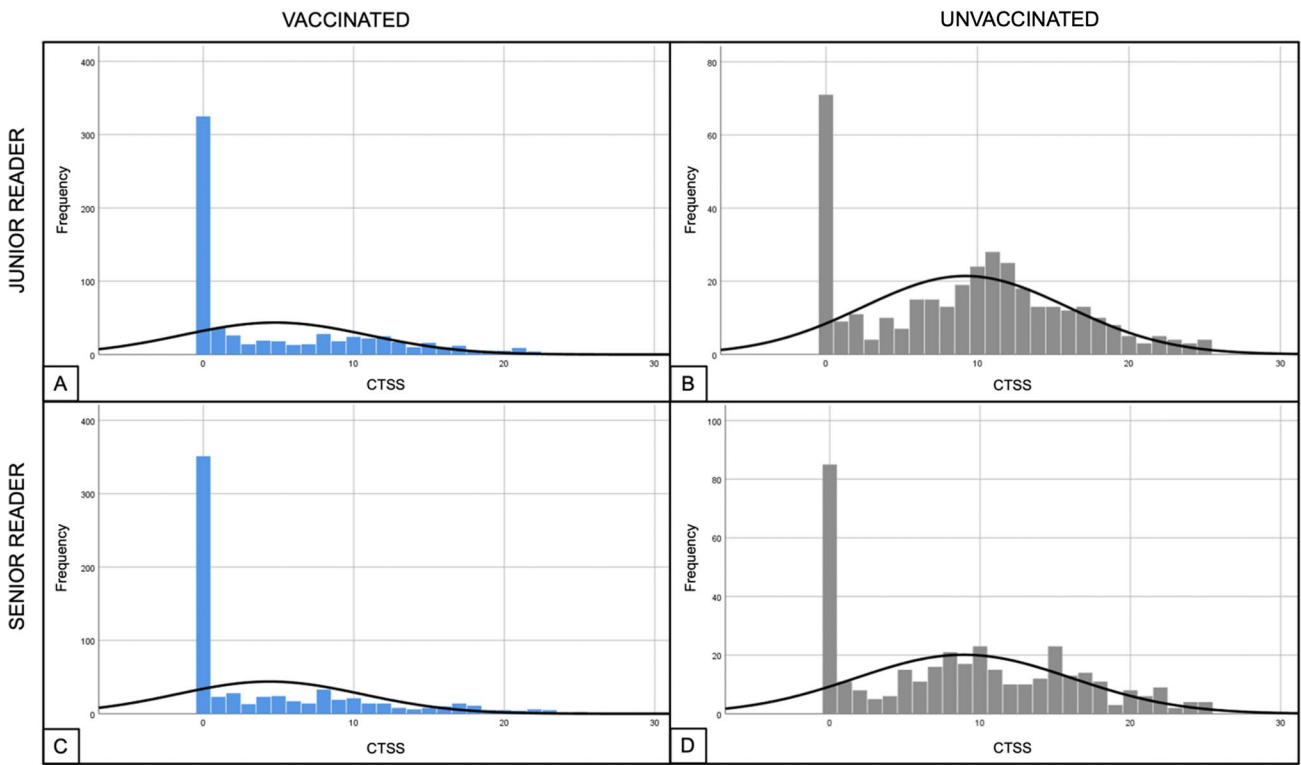 VACCINATED
UNVACCINATED
JUNIOR READER
400
300
200
100
0
Frequency
0
10
20
30
CTSS
A
80
60
40
20
0
Frequency
0
10
20
30
CTSS
B
SENIOR READER
400
300
200
100
0
Frequency
0
10
20
30
CTSS
C
100
80
60
40
20
0
Frequency
0
10
20
30
CTSS
D